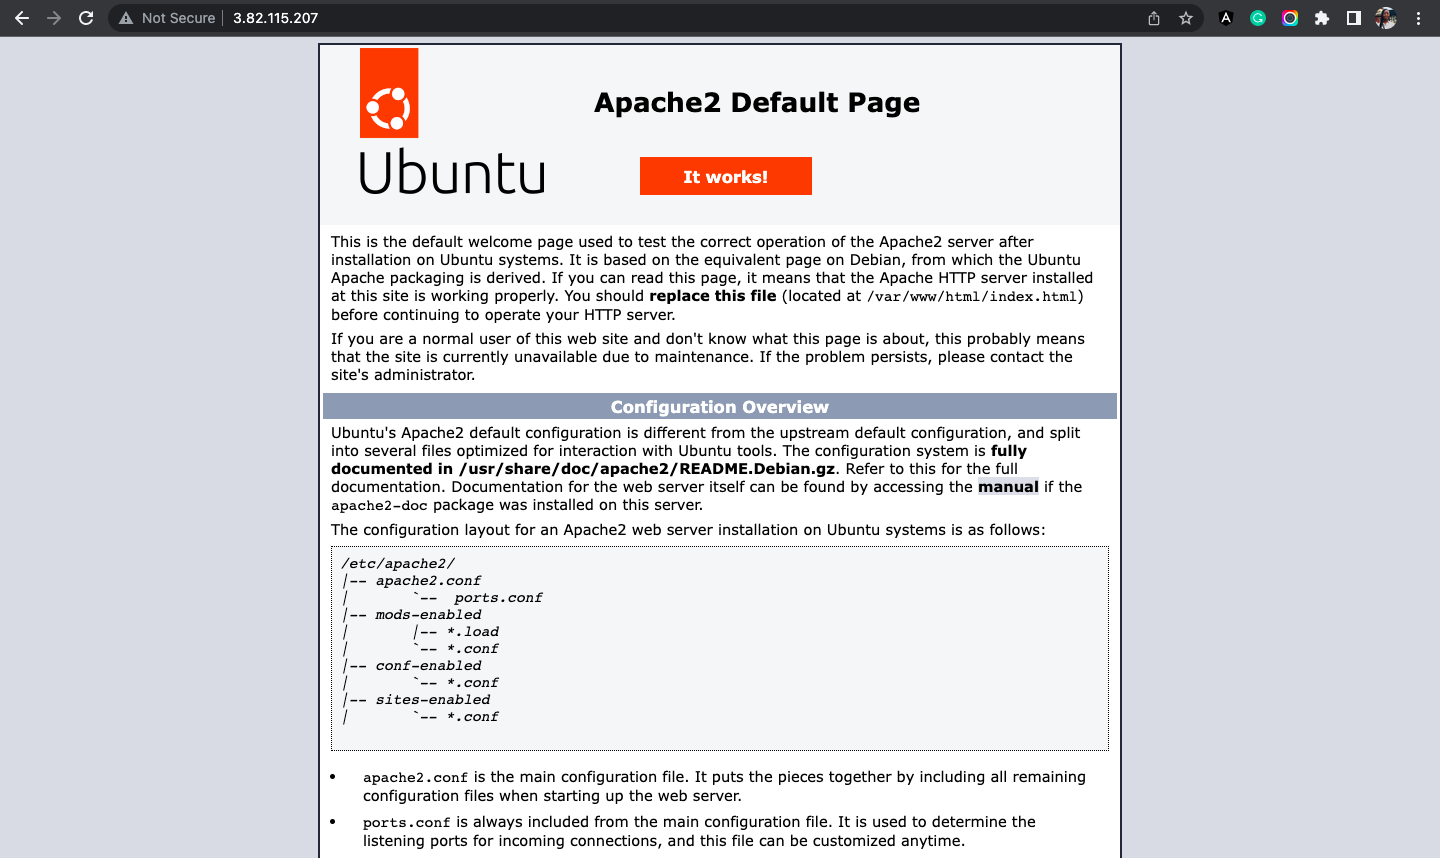 Not Secure 3.82.115.207
Apache2 Default Page
Ubuntu
It works!
This is the default welcome page used to test the correct operation of the Apache2 server after
installation on Ubuntu systems. It is based on the equivalent page on Debian, from which the Ubuntu
Apache packaging is derived. If you can read this page, it means that the Apache HTTP server installed
at this site is working properly. You should replace this file (located at /var/www/html/index.html)
before continuing to operate your HTTP server.
If you are a normal user of this web site and don't know what this page is about, this probably means
that the site is currently unavailable due to maintenance. If the problem persists, please contact the
site's administrator.
Configuration Overview
Ubuntu's Apache2 default configuration is different from the upstream default configuration, and split
into several files optimized for interaction with Ubuntu tools. The configuration system is fully
documented in /usr/share/doc/apache2/README.Debian.gz. Refer to this for the full
documentation. Documentation for the web server itself can be found by accessing the manual if the
apache2-doc package was installed on this server.
The configuration layout for an Apache2 web server installation on Ubuntu systems is as follows:
/etc/apache2/
|-- apache2.conf
|       `--  ports.conf
|-- mods-enabled
|       |-- *.load
|       `-- *.conf
|-- conf-enabled
|       `-- *.conf
|-- sites-enabled
|       `-- *.conf
• apache2.conf is the main configuration file. It puts the pieces together by including all remaining
configuration files when starting up the web server.
• ports.conf is always included from the main configuration file. It is used to determine the
listening ports for incoming connections, and this file can be customized anytime.